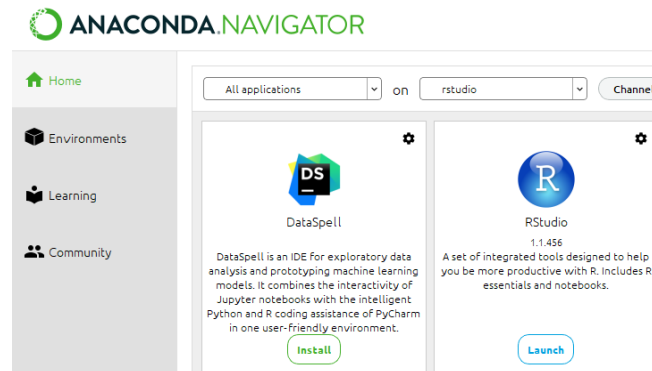 ANACONDA.NAVIGATOR
Home
All applications
on
rstudio
Channel
Environments
Learning
Community
DS
DataSpell
DataSpell is an IDE for exploratory data
analysis and prototyping machine learning
models. It combines the interactivity of
Jupyter notebooks with the intelligent
Python and R coding assistance of PyCharm
in one user-friendly environment.
Install
R
RStudio
1.1.456
A set of integrated tools designed to help
you be more productive with R. Includes R
essentials and notebooks.
Launch